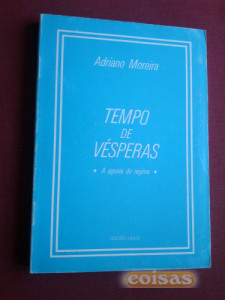 Adriano Moreira
TEMPO
DE
VÉSPERAS
• A agonia do regime •
coisas